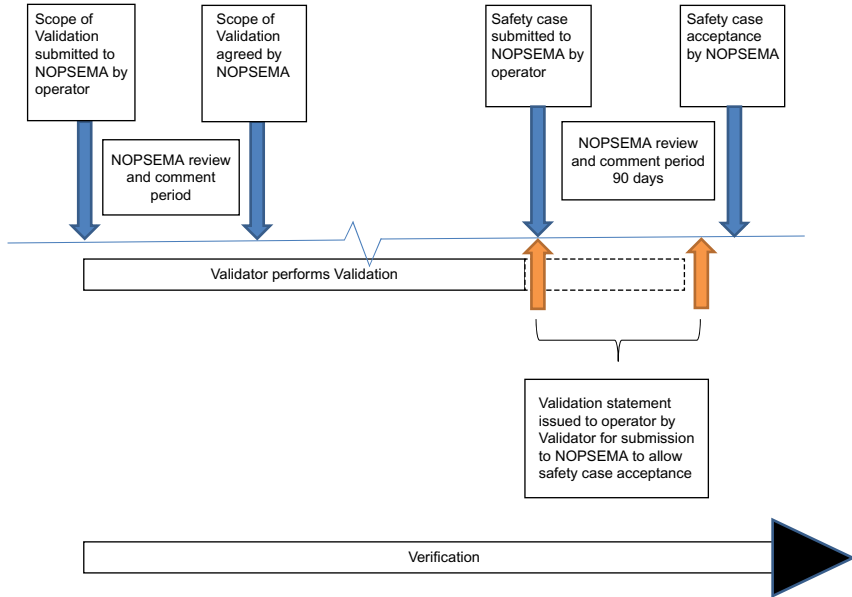 Scope of
Validation
submitted to
NOPSEMA by
operator
Scope of
Validation
agreed by
NOPSEMA
Safety case
submitted to
NOPSEMA by
operator
Safety case
acceptance
by NOPSEMA
NOPSEMA review
and comment
period
NOPSEMA review
and comment period
90 days
Validator performs Validation
Validation statement
issued to operator by
Validator for submission
to NOPSEMA to allow
safety case acceptance
Verification